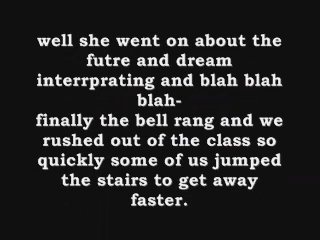 well she went on about the
futre and dream
interrprating and blah blah
blah-
finally the bell rang and we
rushed out of the class so
quickly some of us jumped
the stairs to get away
faster.